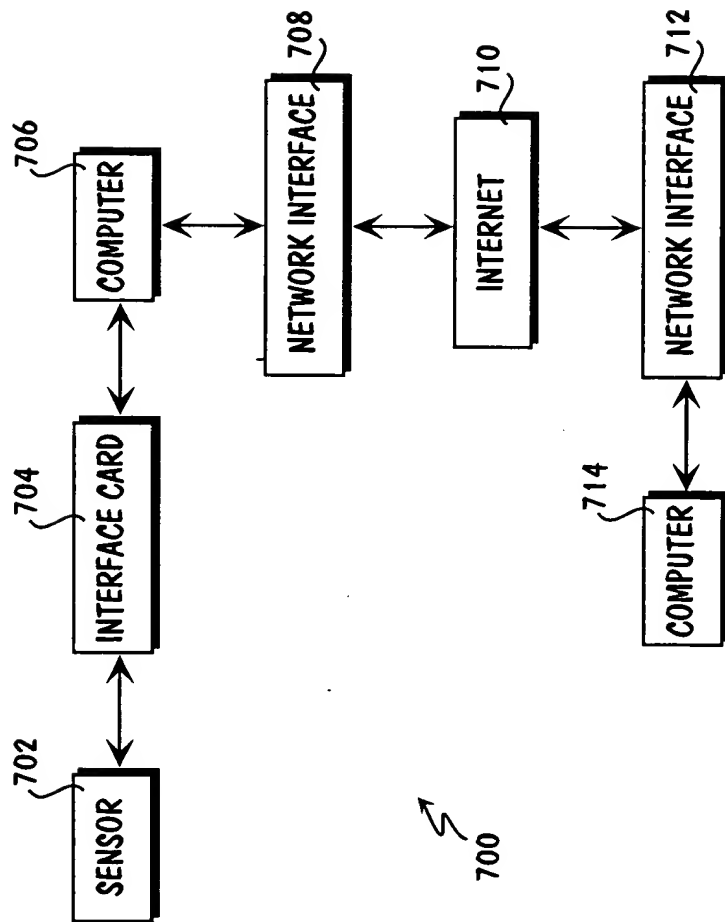 702
SENSOR
704
INTERFACE CARD
706
COMPUTER
708
NETWORK INTERFACE
710
INTERNET
712
NETWORK INTERFACE
714
COMPUTER
700